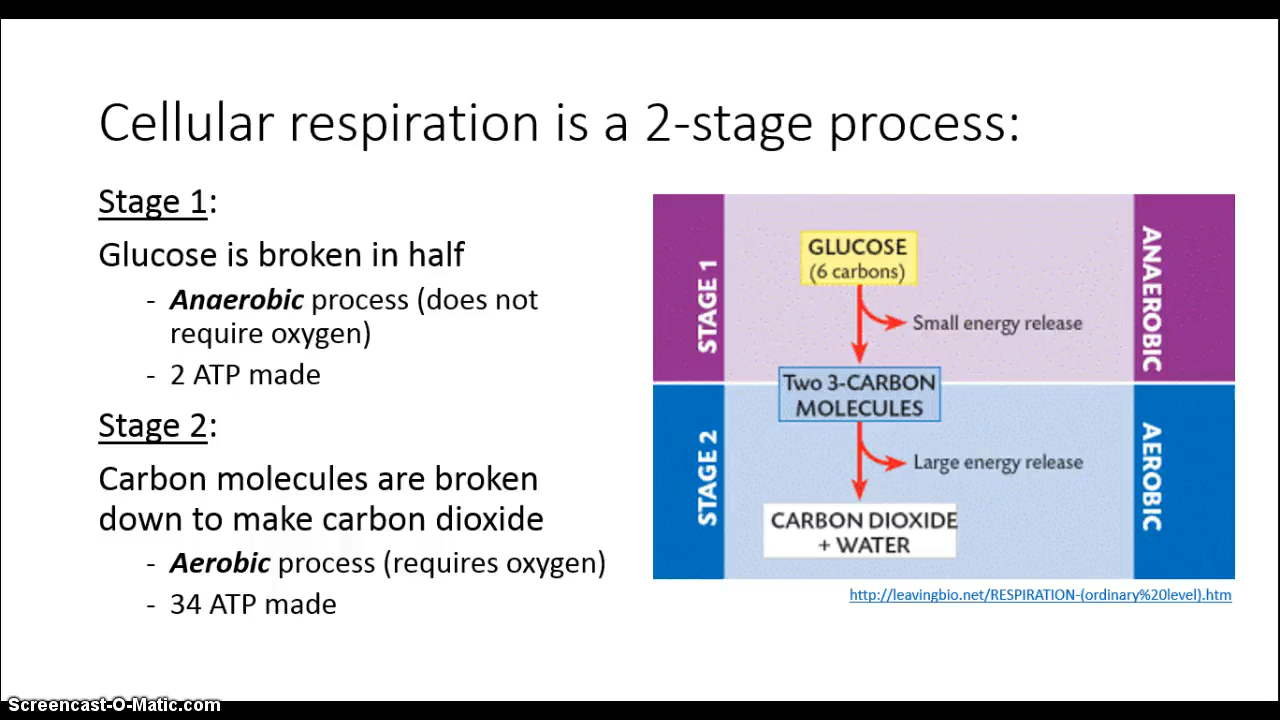 Cellular respiration is a 2-stage process:
Stage 1:
Glucose is broken in half
- Anaerobic process (does not
require oxygen)
- 2 ATP made
Stage 2:
Carbon molecules are broken
down to make carbon dioxide
- Aerobic process (requires oxygen)
- 34 ATP made
STAGE 1
GLUCOSE
(6 carbons)
Small energy release
ANAEROBIC
Two 3-CARBON
MOLECULES
STAGE 2
Large energy release
AEROBIC
CARBON DIOXIDE
+ WATER
http://leavingbio.net/RESPIRATION-(ordinary%20level).htm
Screencast-O-Matic.com